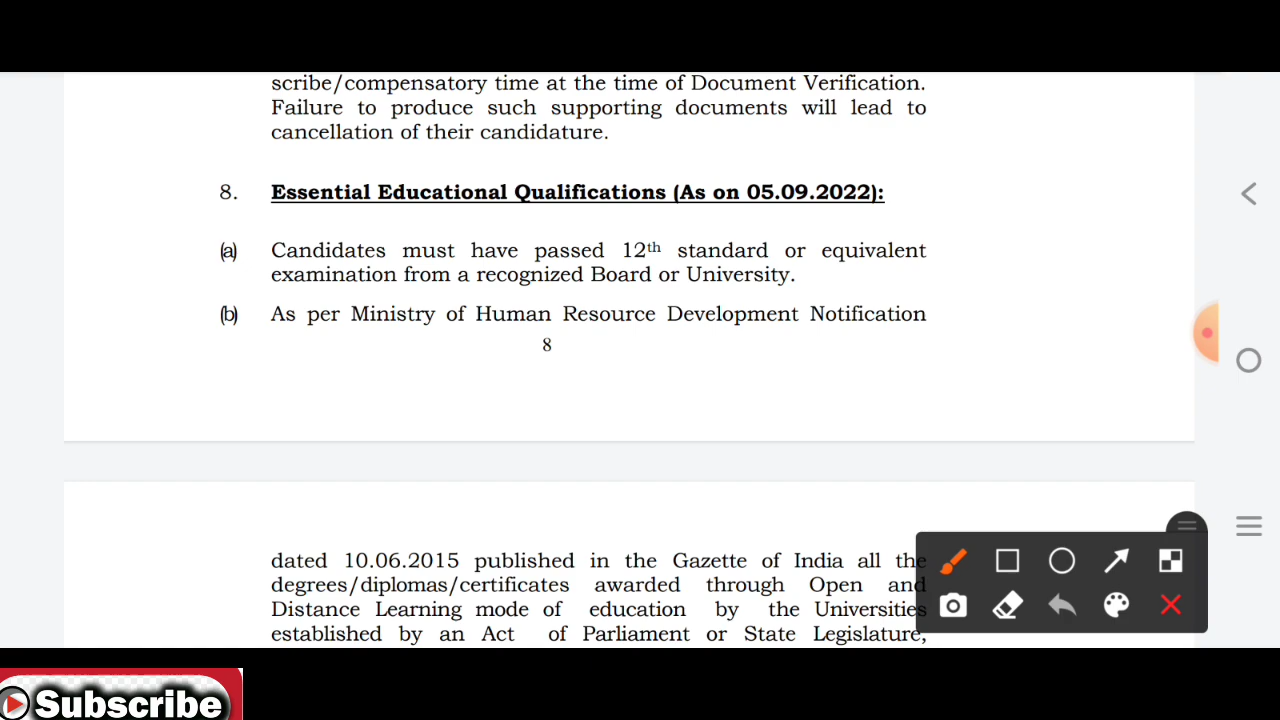 scribe/compensatory time at the time of Document Verification.
Failure to produce such supporting documents will lead to
cancellation of their candidature.
8. Essential Educational Qualifications (As on 05.09.2022):
(a) Candidates must have passed 12th standard or equivalent
examination from a recognized Board or University.
(b) As per Ministry of Human Resource Development Notification
8
dated 10.06.2015 published in the Gazette of India all the
degrees/diplomas/certificates awarded through Open and
Distance Learning mode of education by the Universities
established by an Act of Parliament or State Legislature,
Subscribe